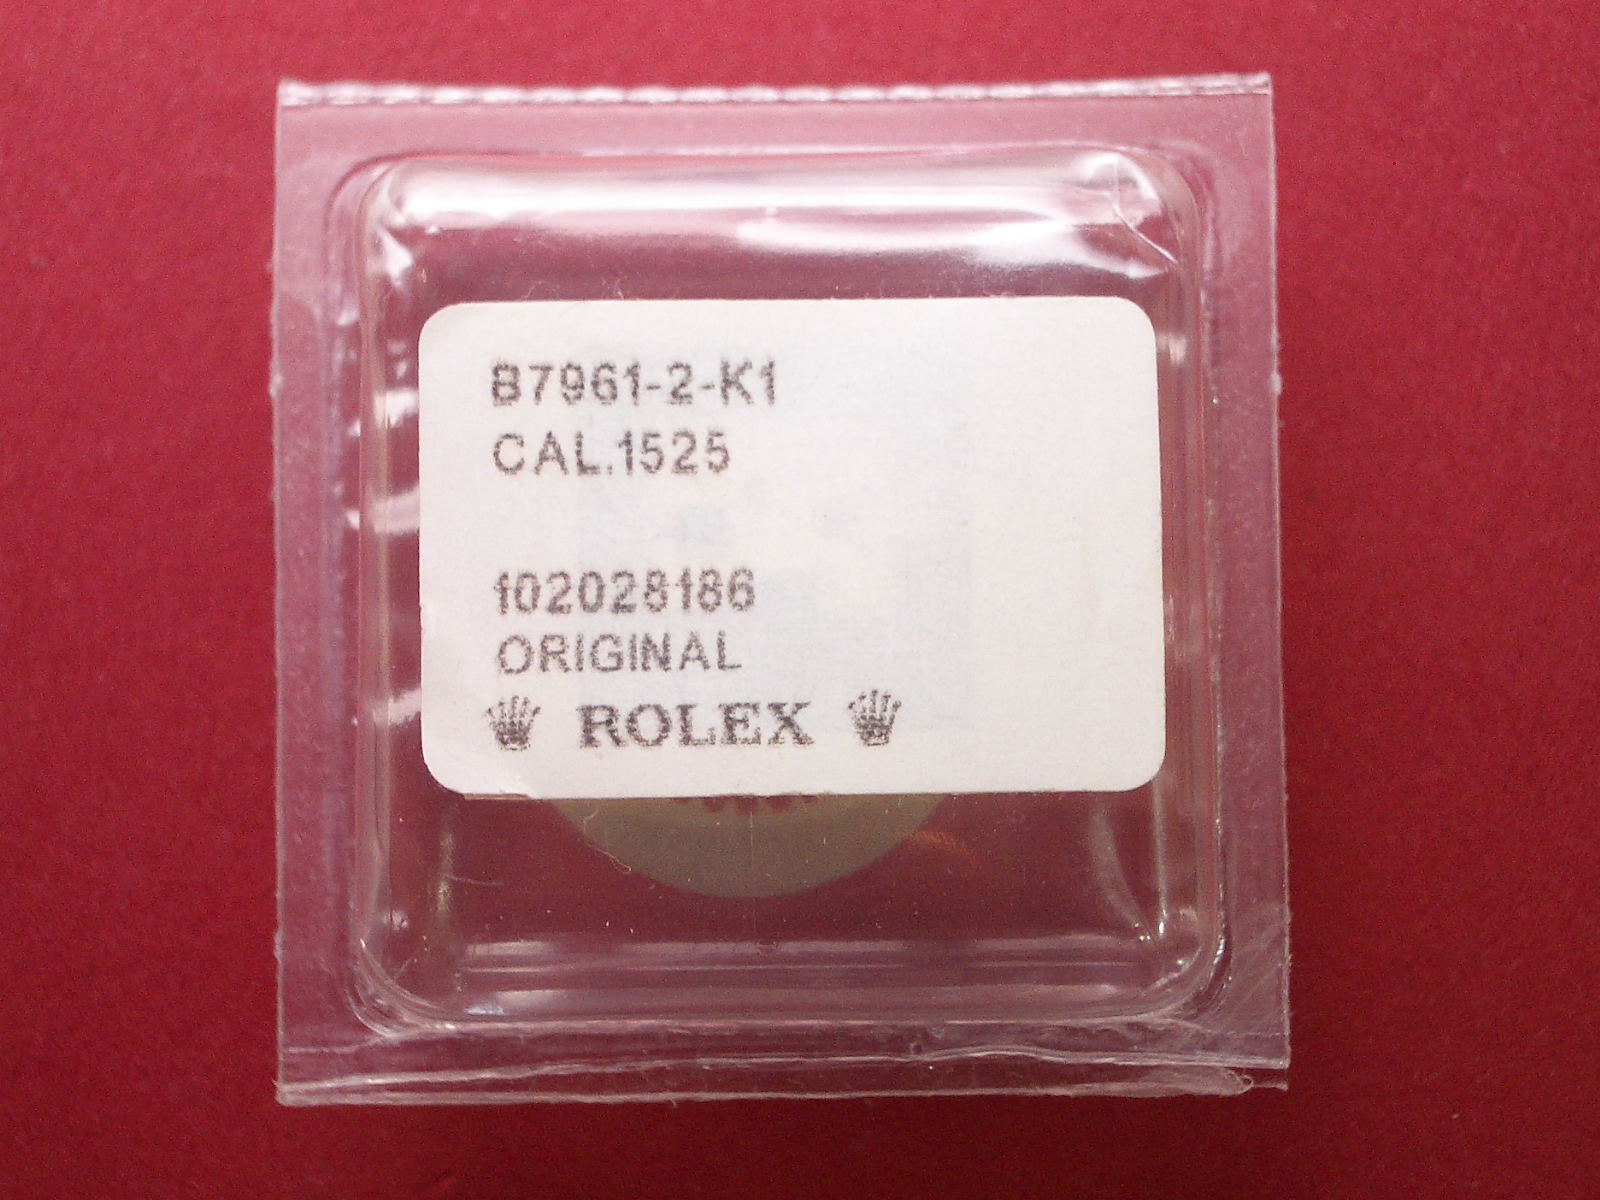 B7961-2-K1
CAL.1525
102028186
ORIGINAL
ROLEX